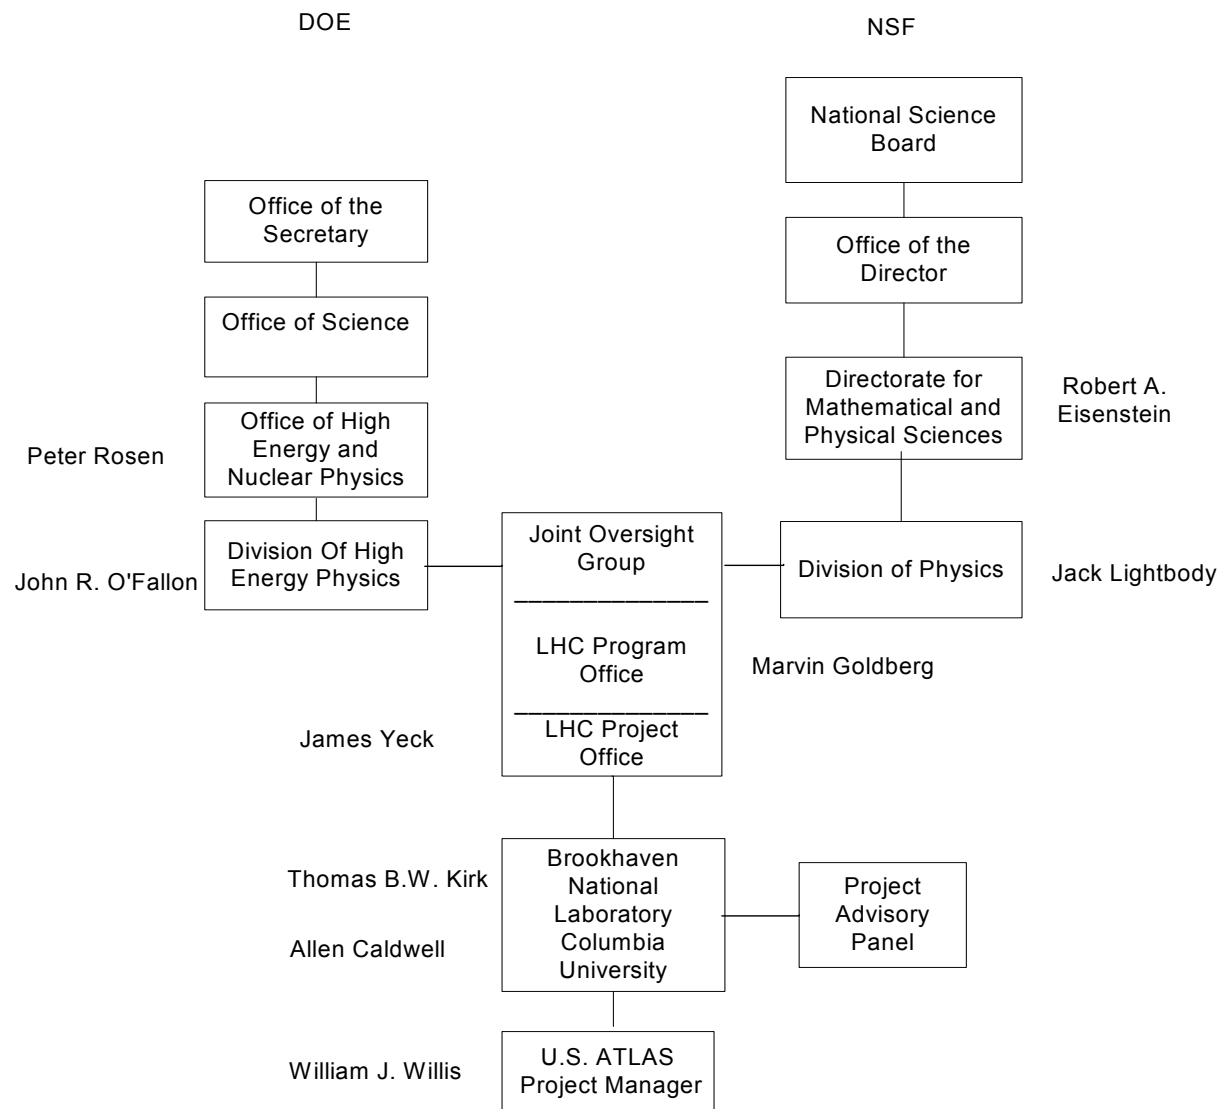 DOE
NSF
National Science
Board
Office of the
Secretary
Office of the
Director
Office of Science
Directorate for
Mathematical and
Physical Sciences
Robert A.
Eisenstein
Peter Rosen
Office of High
Energy and
Nuclear Physics
John R. O'Fallon
Division Of High
Energy Physics
Joint Oversight
Group
Division of Physics
Jack Lightbody
LHC Program
Office
Marvin Goldberg
James Yeck
LHC Project
Office
Thomas B.W. Kirk
Allen Caldwell
Brookhaven
National
Laboratory
Columbia
University
Project
Advisory
Panel
William J. Willis
U.S. ATLAS
Project Manager